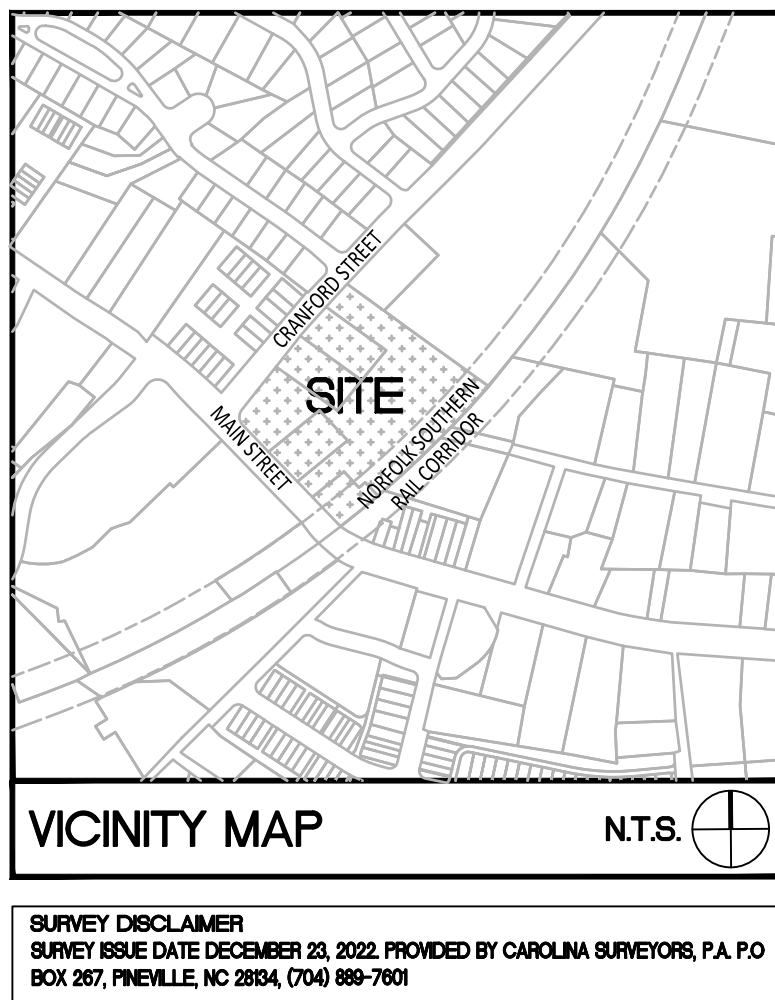 CRANFORD STREET
SITE
MAIN STREET
NORFOLK SOUTHERN
RAIL CORRIDOR
VICINITY MAP
N.T.S.
SURVEY DISCLAIMER
SURVEY ISSUE DATE DECEMBER 23, 2022. PROVIDED BY CAROLINA SURVEYORS, P.A. P.O
BOX 267, PINEVILLE, NC 28134, (704) 889-7601